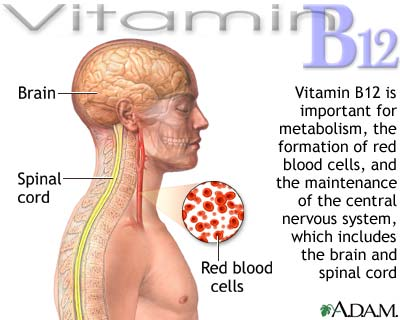 Vitamin
B12
Brain
Spinal
cord
Red blood
cells
Vitamin B12 is
important for
metabolism, the
formation of red
blood cells, and
the maintenance
of the central
nervous system,
which includes
the brain and
spinal cord
ADAM.